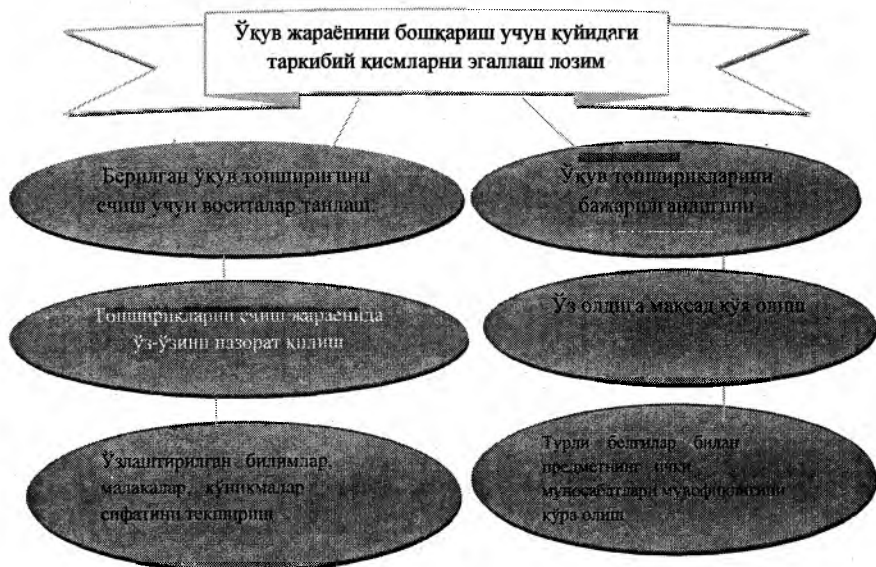 Ўқув жараёнини бошқариш учун қуйидаги
таркибий қисмларни эгаллаш лозим
Берилган ўқув топшириғини
ечиш учун воситалар танлаш.
Ўқув топшириқларини
бажарилгандигини
Топшириқларни ечиш жараёнида
ўз-ўзини назорат қилиш
Ўз олдига мақсад қўя олиш
Ўзлаштирилган билимлар,
малакалар, кўникмалар
сифатини текшириш
Турли белгилар билан
предметнинг ички
муносабатлари мувофиқлигини
кўра олиш